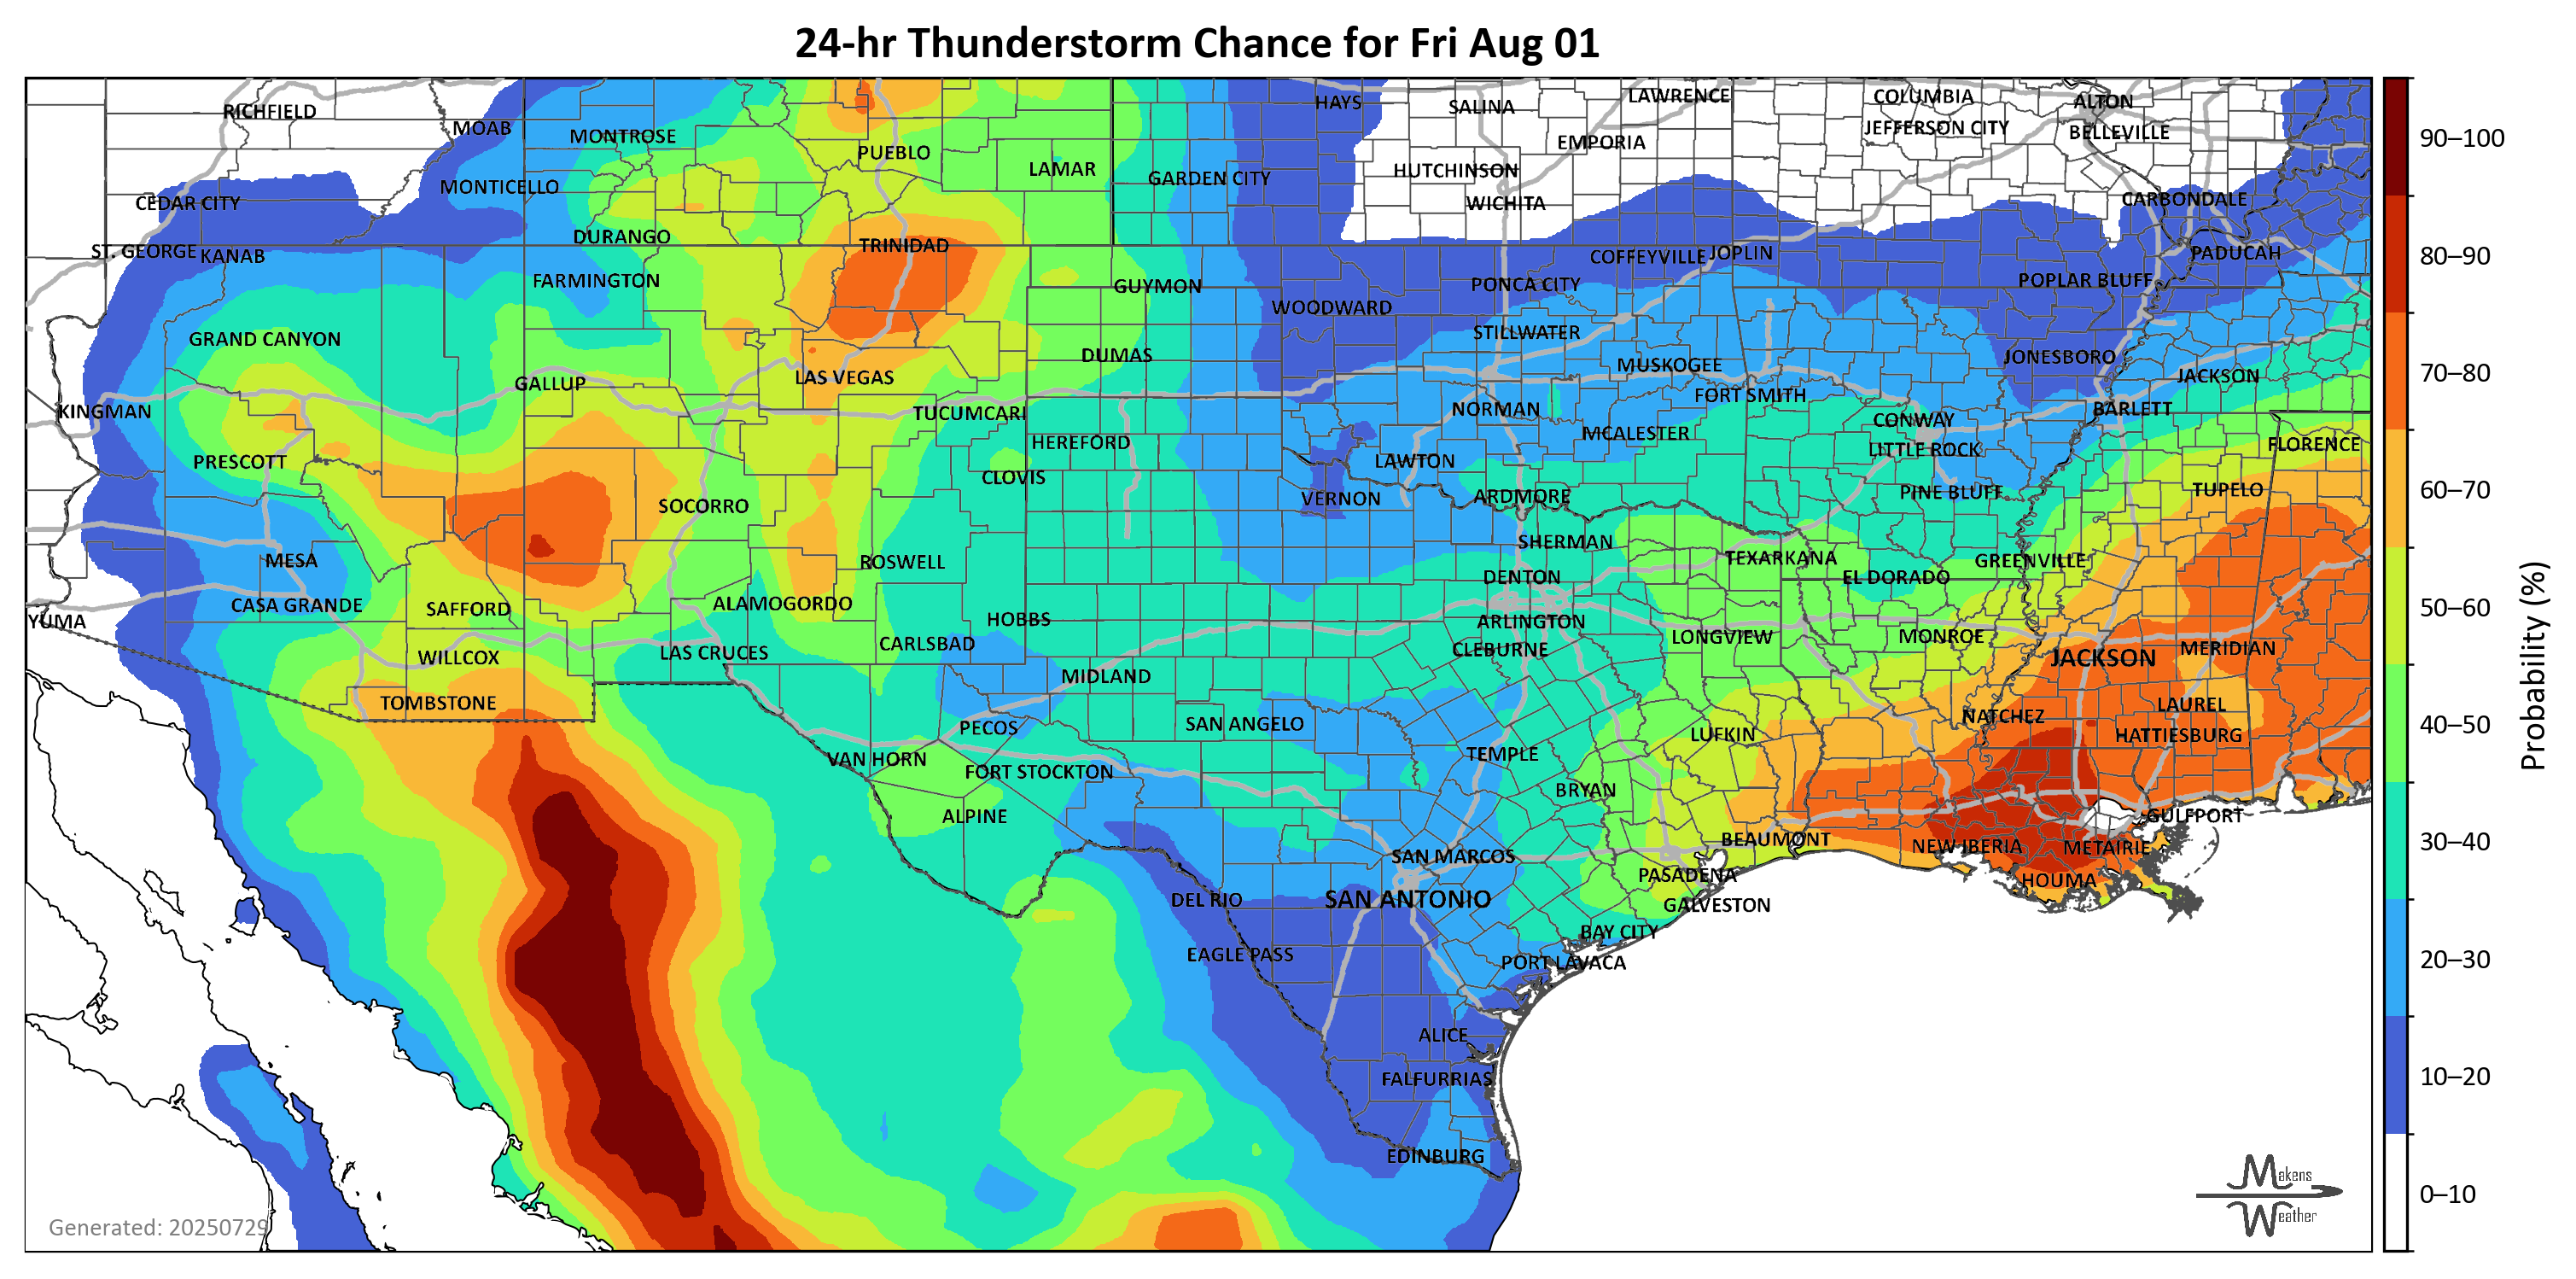 24-hr Thunderstorm Chance for Fri Aug 01
RICHFIELD
MOAB
MONTROSE
PUEBLO
LAMAR
HAYS
SALINA
LAWRENCE
COLUMBIA
ALTON
JEFFERSON CITY
BELLEVILLE
EMPORIA
HUTCHINSON
GARDEN CITY
MONTICELLO
CEDAR CITY
WICHITA
CARBONDALE
DURANGO
TRINIDAD
ST. GEORGE
KANAB
COFFEYVILLE
JOPLIN
PADUCAH
FARMINGTON
GUYMON
PONCA CITY
POPLAR BLUFF
WOODWARD
GRAND CANYON
STILLWATER
DUMAS
MUSKOGEE
JONESBORO
GALLUP
LAS VEGAS
JACKSON
FORT SMITH
KINGMAN
TUCUMCARI
NORMAN
BARLETT
CONWAY
HEREFORD
MCALESTER
LITTLE ROCK
FLORENCE
PRESCOTT
CLOVIS
LAWTON
SOCORRO
VERNON
ARDMORE
PINE BLUFF
TUPELO
MESA
ROSWELL
SHERMAN
TEXARKANA
GREENVILLE
DENTON
EL DORADO
CASA GRANDE
SAFFORD
ALAMOGORDO
YUMA
HOBBS
ARLINGTON
CARLSBAD
LONGVIEW
MONROE
LAS CRUCES
WILLCOX
CLEBURNE
JACKSON
MERIDIAN
MIDLAND
TOMBSTONE
LAUREL
PECOS
SAN ANGELO
NATCHEZ
LUFKIN
HATTIESBURG
VAN HORN
TEMPLE
FORT STOCKTON
BRYAN
ALPINE
GULFPORT
BEAUMONT
NEW IBERIA
METAIRIE
SAN MARCOS
PASADENA
HOUMA
DEL RIO
SAN ANTONIO
GALVESTON
BAY CITY
EAGLE PASS
PORT LAVACA
ALICE
FALFURRIAS
EDINBURG
Generated: 20250729
Makens
Weather
90–100
80–90
70–80
60–70
50–60
40–50
30–40
20–30
10–20
0–10
Probability (%)